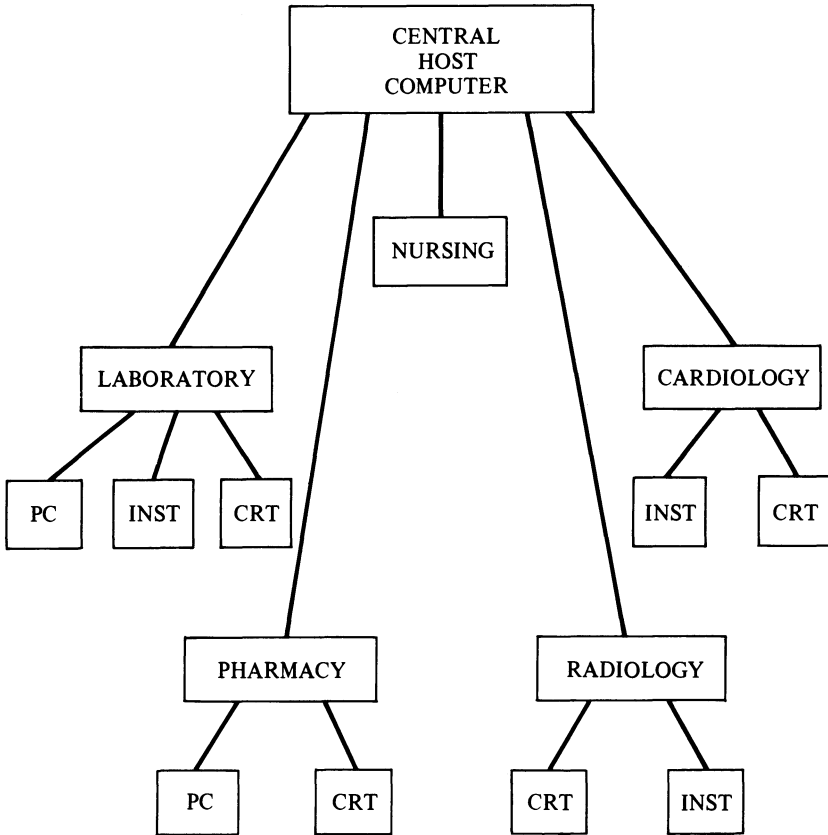 CENTRAL
HOST
COMPUTER
NURSING
LABORATORY
CARDIOLOGY
PC
INST
CRT
INST
CRT
PHARMACY
RADIOLOGY
PC
CRT
CRT
INST